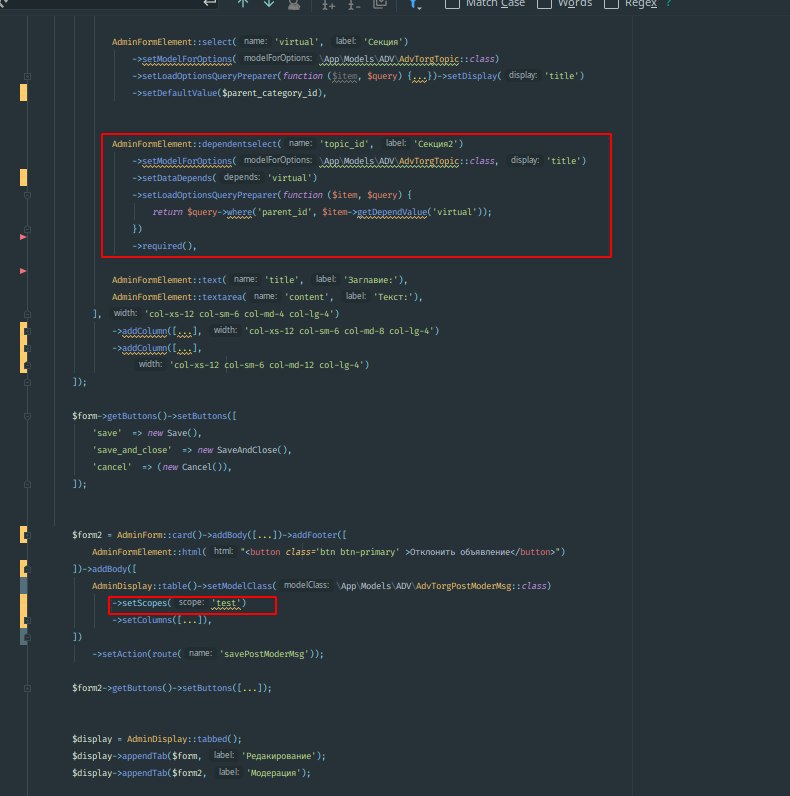 Match Case Words Regex ?
AdminFormElement::select( name: 'virtual', label: 'Секция')
->setModelForOptions( modelForOptions: \App\Models\ADV\AdvTorgTopic::class)
->setLoadOptionsQueryPreparer(function ($item, $query) {...})->setDisplay( display: 'title')
->setDefaultValue($parent_category_id),
AdminFormElement::dependentselect( name: 'topic_id', label: 'Секция2')
->setModelForOptions( modelForOptions: \App\Models\ADV\AdvTorgTopic::class, display: 'title')
->setDataDepends( depends: 'virtual')
->setLoadOptionsQueryPreparer(function ($item, $query) {
return $query->where('parent_id', $item->getDependValue('virtual'));
})
->required(),
AdminFormElement::text( name: 'title', label: 'Заглавие:'),
AdminFormElement::textarea( name: 'content', label: 'Текст:'),
], width: 'col-xs-12 col-sm-6 col-md-4 col-lg-4')
->addColumn([...], width: 'col-xs-12 col-sm-6 col-md-8 col-lg-4')
->addColumn([...],
width: 'col-xs-12 col-sm-6 col-md-12 col-lg-4')
]);
$form->getButtons()->setButtons([
'save' => new Save(),
'save_and_close' => new SaveAndClose(),
'cancel' => (new Cancel()),
]);
$form2 = AdminForm::card()->addBody([...])->addFooter([
AdminFormElement::html( html: "<button class='btn btn-primary' >Отклонить объявление</button>")
])->addBody([
AdminDisplay::table()->setModelClass( modelClass: \App\Models\ADV\AdvTorgPostModerMsg::class)
->setScopes( scope: 'test')
->setColumns([...]),
])
->setAction(route( name: 'savePostModerMsg'));
$form2->getButtons()->setButtons([...]);
$display = AdminDisplay::tabbed();
$display->appendTab($form, label: 'Редакирование');
$display->appendTab($form2, label: 'Модерация');